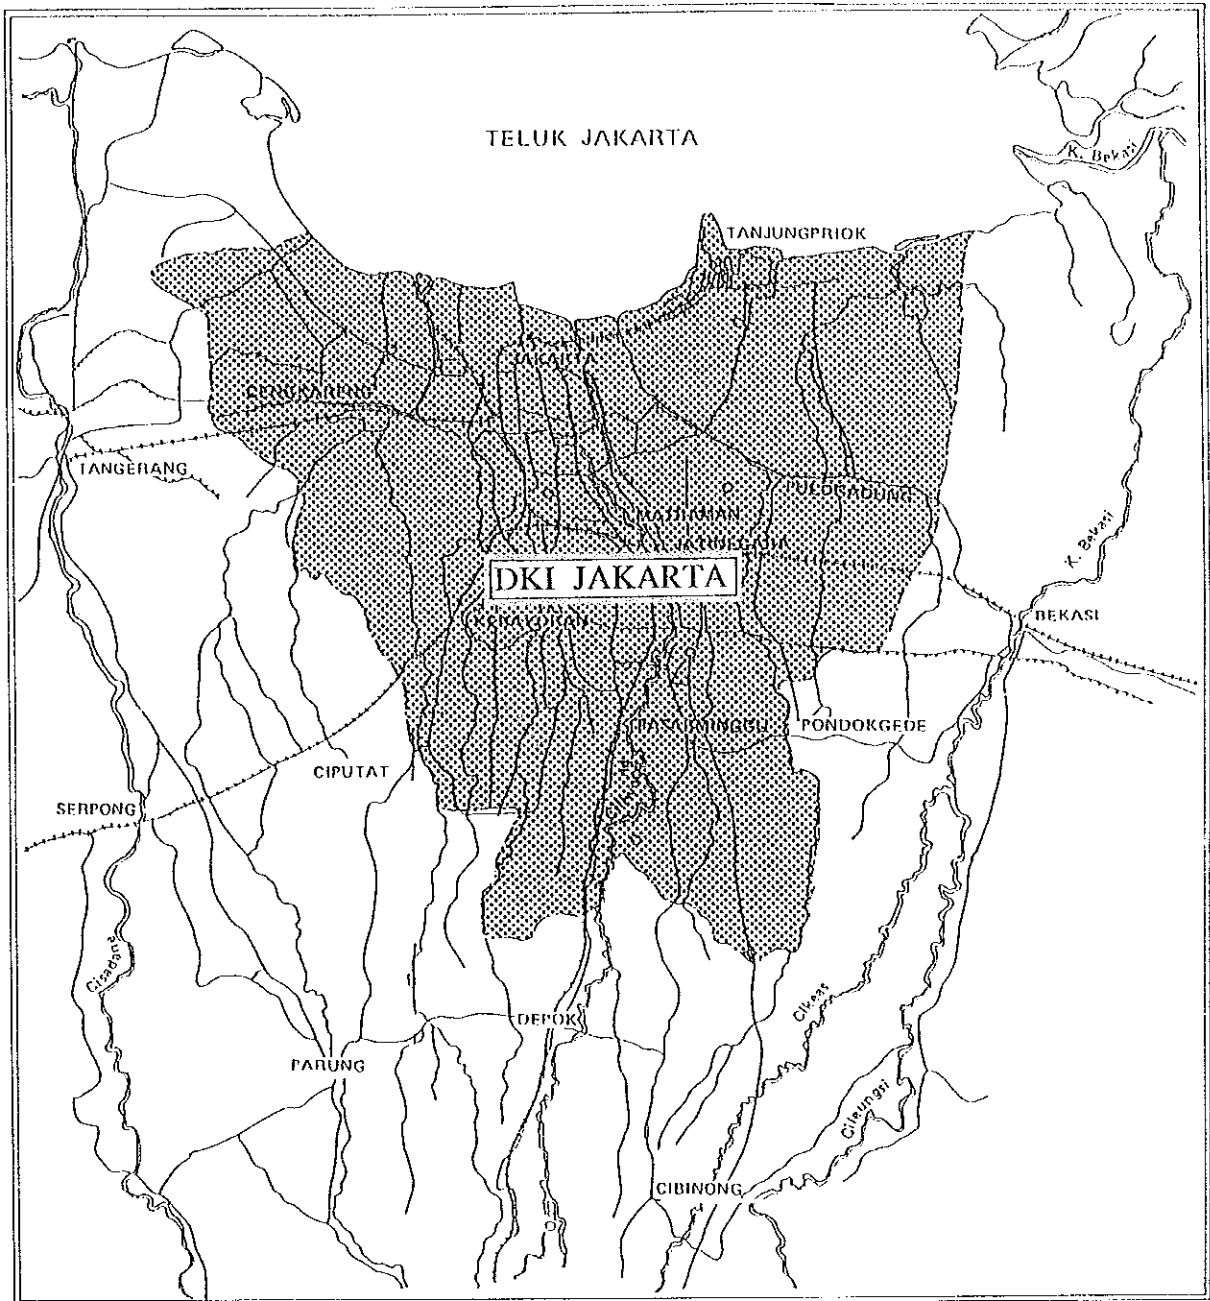 TELUK JAKARTA
K. Bekasi
TANJUNGPRIOK
JAKARTA
CENGKARENG
TANGERANG
PULOGADUNG
MATRAMAN
JATINEGARA
K. Bekasi
DKI JAKARTA
KEBAYORAN
BEKASI
PASARMINGGU
PONDOKGEDE
CIPUTAT
SERPONG
Ciliwung
Cisadane
Cikeas
DEPOK
PARUNG
Cileungsi
CIBINONG